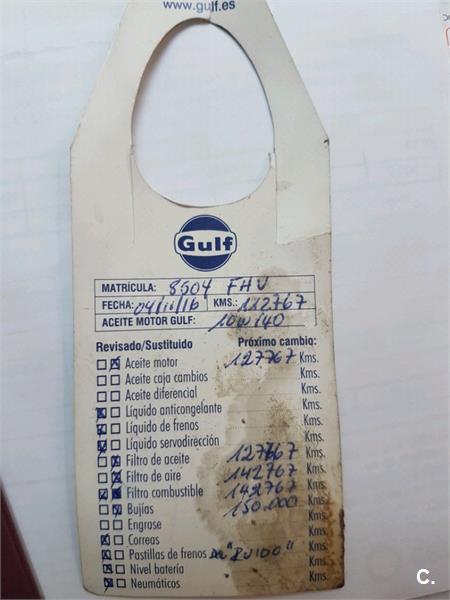 www.gulf.es
Gulf
MATRÍCULA: 8504 FHV
FECHA: 04/11/16 KMS.: 112767
ACEITE MOTOR GULF: 10W40
Revisado/Sustituido Próximo cambio:
Aceite motor 127767 Kms.
Aceite caja cambios Kms.
Aceite diferencial Kms.
Líquido anticongelante Kms.
Líquido de frenos Kms.
Líquido servodirección Kms.
Filtro de aceite 127767 Kms.
Filtro de aire 142767 Kms.
Filtro combustible 142767 Kms.
Bujías 150.000 Kms.
Engrase Kms.
Correas Kms.
Pastillas de frenos Kms.
Nivel batería Kms.
Neumáticos Kms.
C.